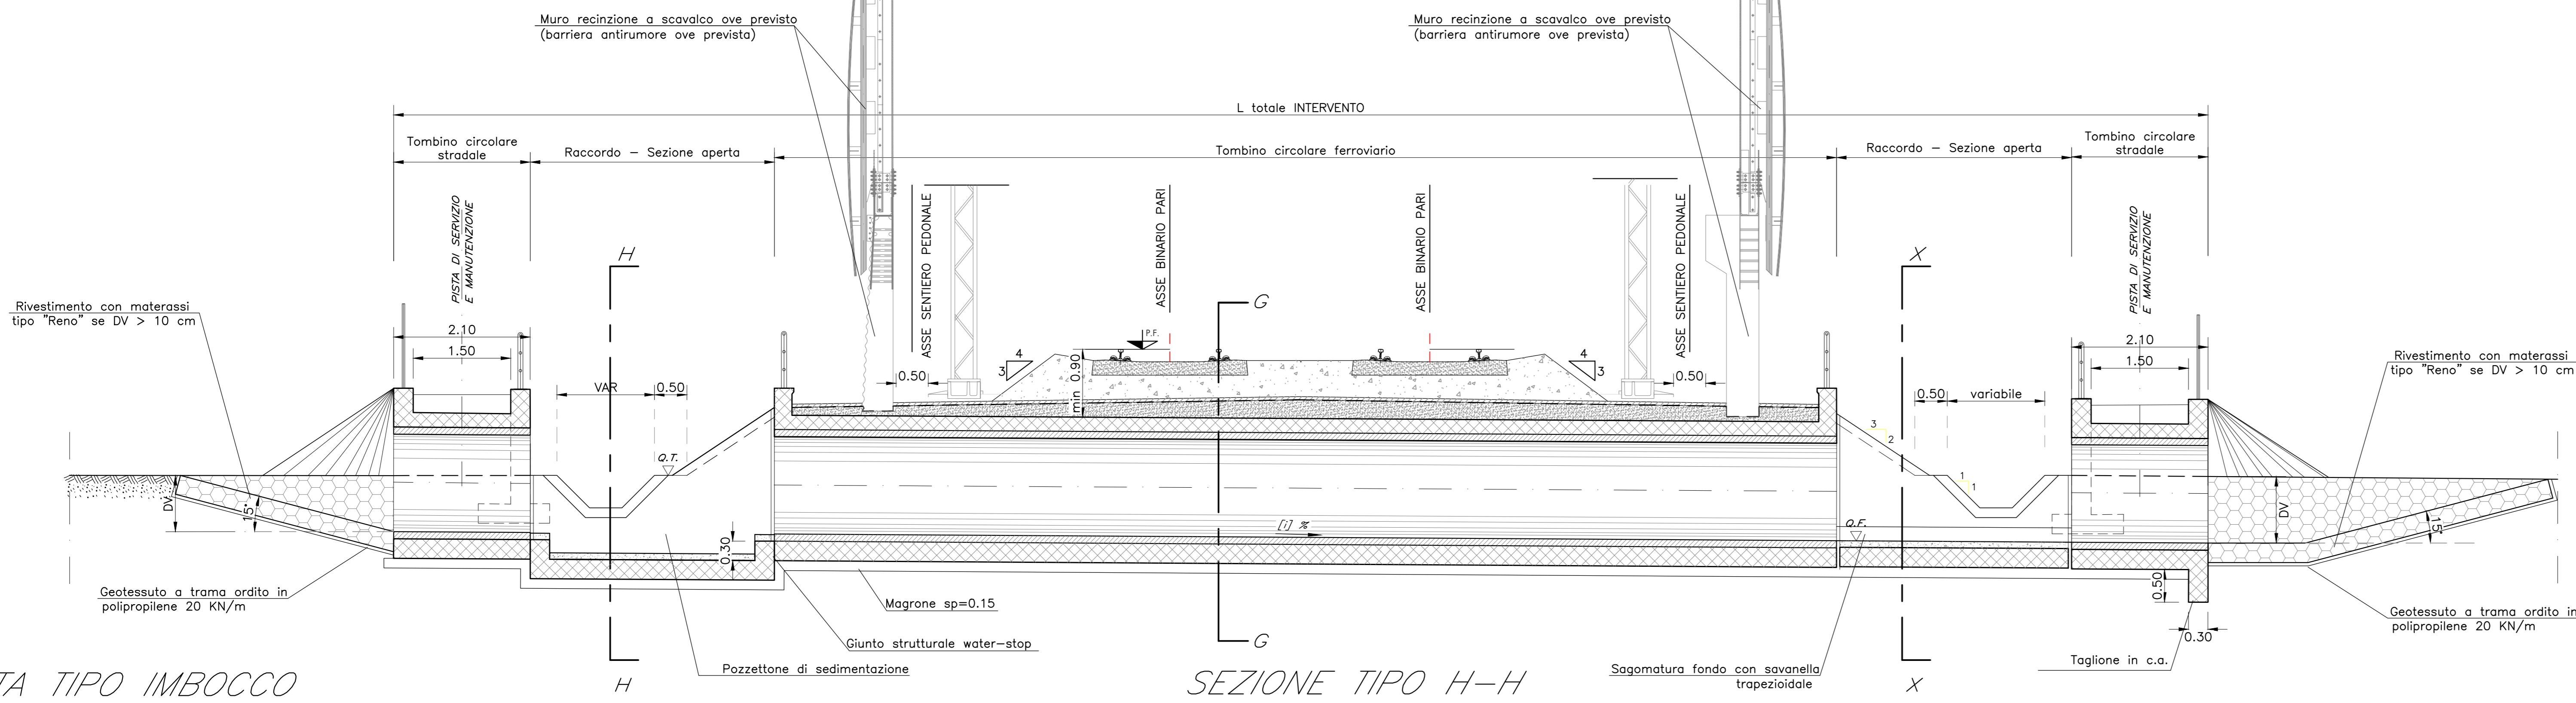 Muro recinzione a scavalco ove previsto
(barriera antirumore ove prevista)
Muro recinzione a scavalco ove previsto
(barriera antirumore ove prevista)
L totale INTERVENTO
Tombino circolare
stradale
Raccordo – Sezione aperta
Tombino circolare ferroviario
Raccordo – Sezione aperta
Tombino circolare
stradale
PISTA DI SERVIZIO
E MANUTENZIONE
ASSE SENTIERO PEDONALE
ASSE BINARIO PARI
ASSE BINARIO PARI
ASSE SENTIERO PEDONALE
PISTA DI SERVIZIO
E MANUTENZIONE
H
G
X
Rivestimento con materassi
tipo "Reno" se DV > 10 cm
2.10
1.50
VAR
0.50
0.50
4
3
min 0.90
P.F.
4
3
0.50
0.50
variabile
2.10
1.50
Rivestimento con materassi
tipo "Reno" se DV > 10 cm
3
2
1
1
Q.T.
DV
15°
0.30
[i] %
Q.F.
DV
15°
Geotessuto a trama ordito in
polipropilene 20 KN/m
Magrone sp=0.15
Giunto strutturale water–stop
Pozzettone di sedimentazione
G
0.50
0.30
Geotessuto a trama ordito in
polipropilene 20 KN/m
Sagomatura fondo con savanella
trapezioidale
Taglione in c.a.
H
X
TA TIPO IMBOCCO
SEZIONE TIPO H–H